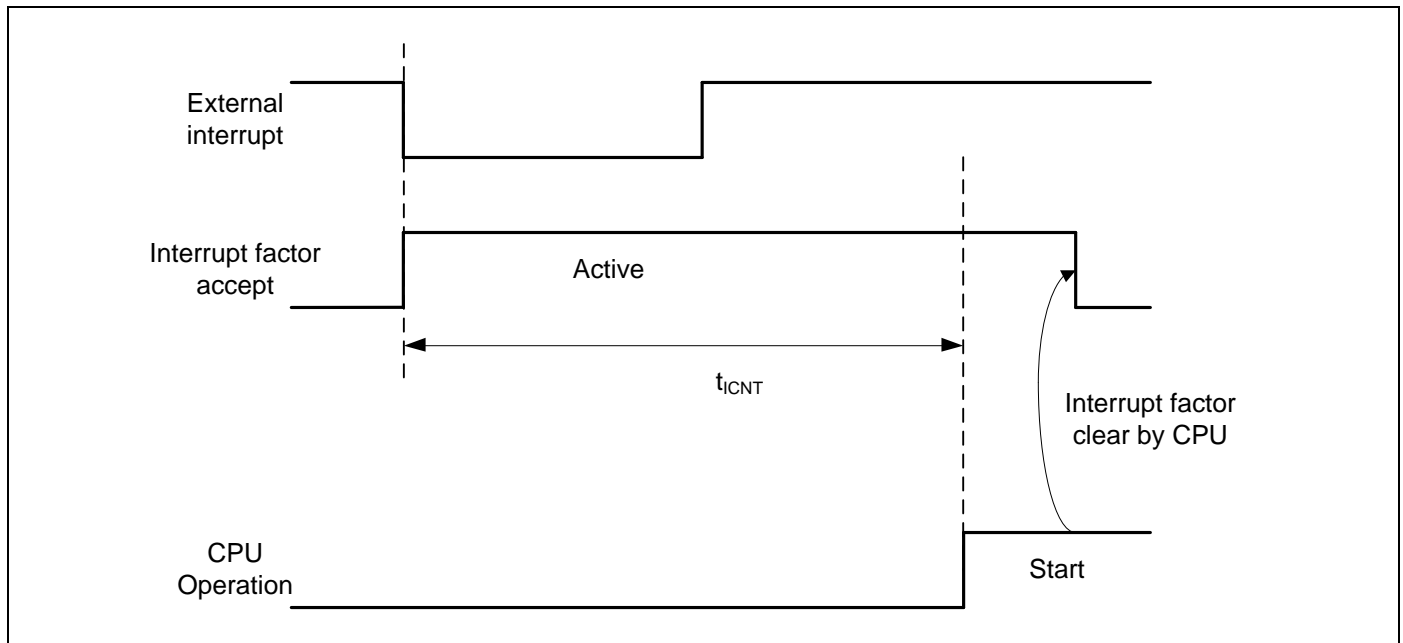 External
interrupt
Interrupt factor
accept
Active
tICNT
Interrupt factor
clear by CPU
CPU
Operation
Start